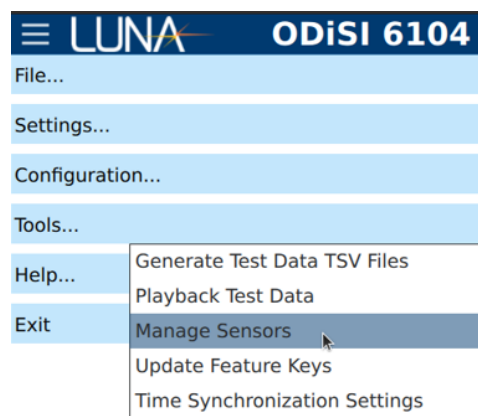 LUNA ODiSI 6104
File...
Settings...
Configuration...
Tools...
Generate Test Data TSV Files
Help...
Playback Test Data
Exit
Manage Sensors
Update Feature Keys
Time Synchronization Settings